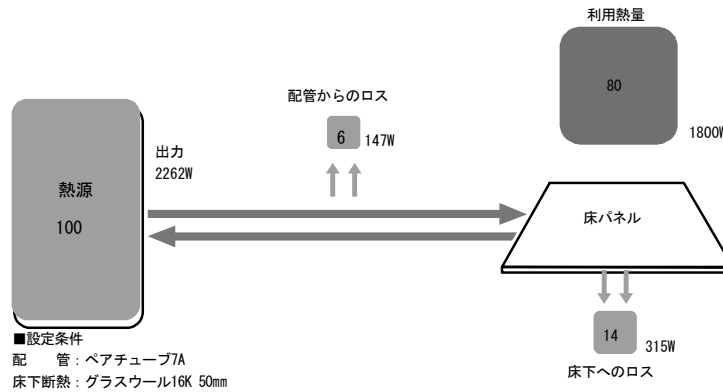 利用熱量
80
1800W
配管からのロス
6
147W
出力
2262W
熱源
100
床パネル
14
315W
床下へのロス
■設定条件
配　　管：ペアチューブ7A
床下断熱：グラスウール16K 50mm